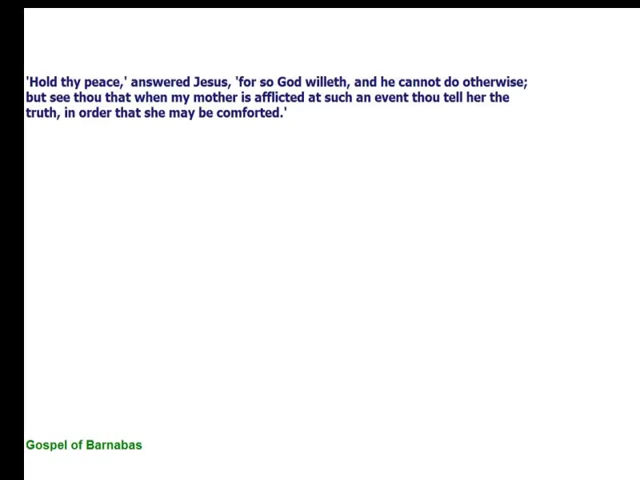 'Hold thy peace,' answered Jesus, 'for so God willeth, and he cannot do otherwise;
but see thou that when my mother is afflicted at such an event thou tell her the
truth, in order that she may be comforted.'
Gospel of Barnabas